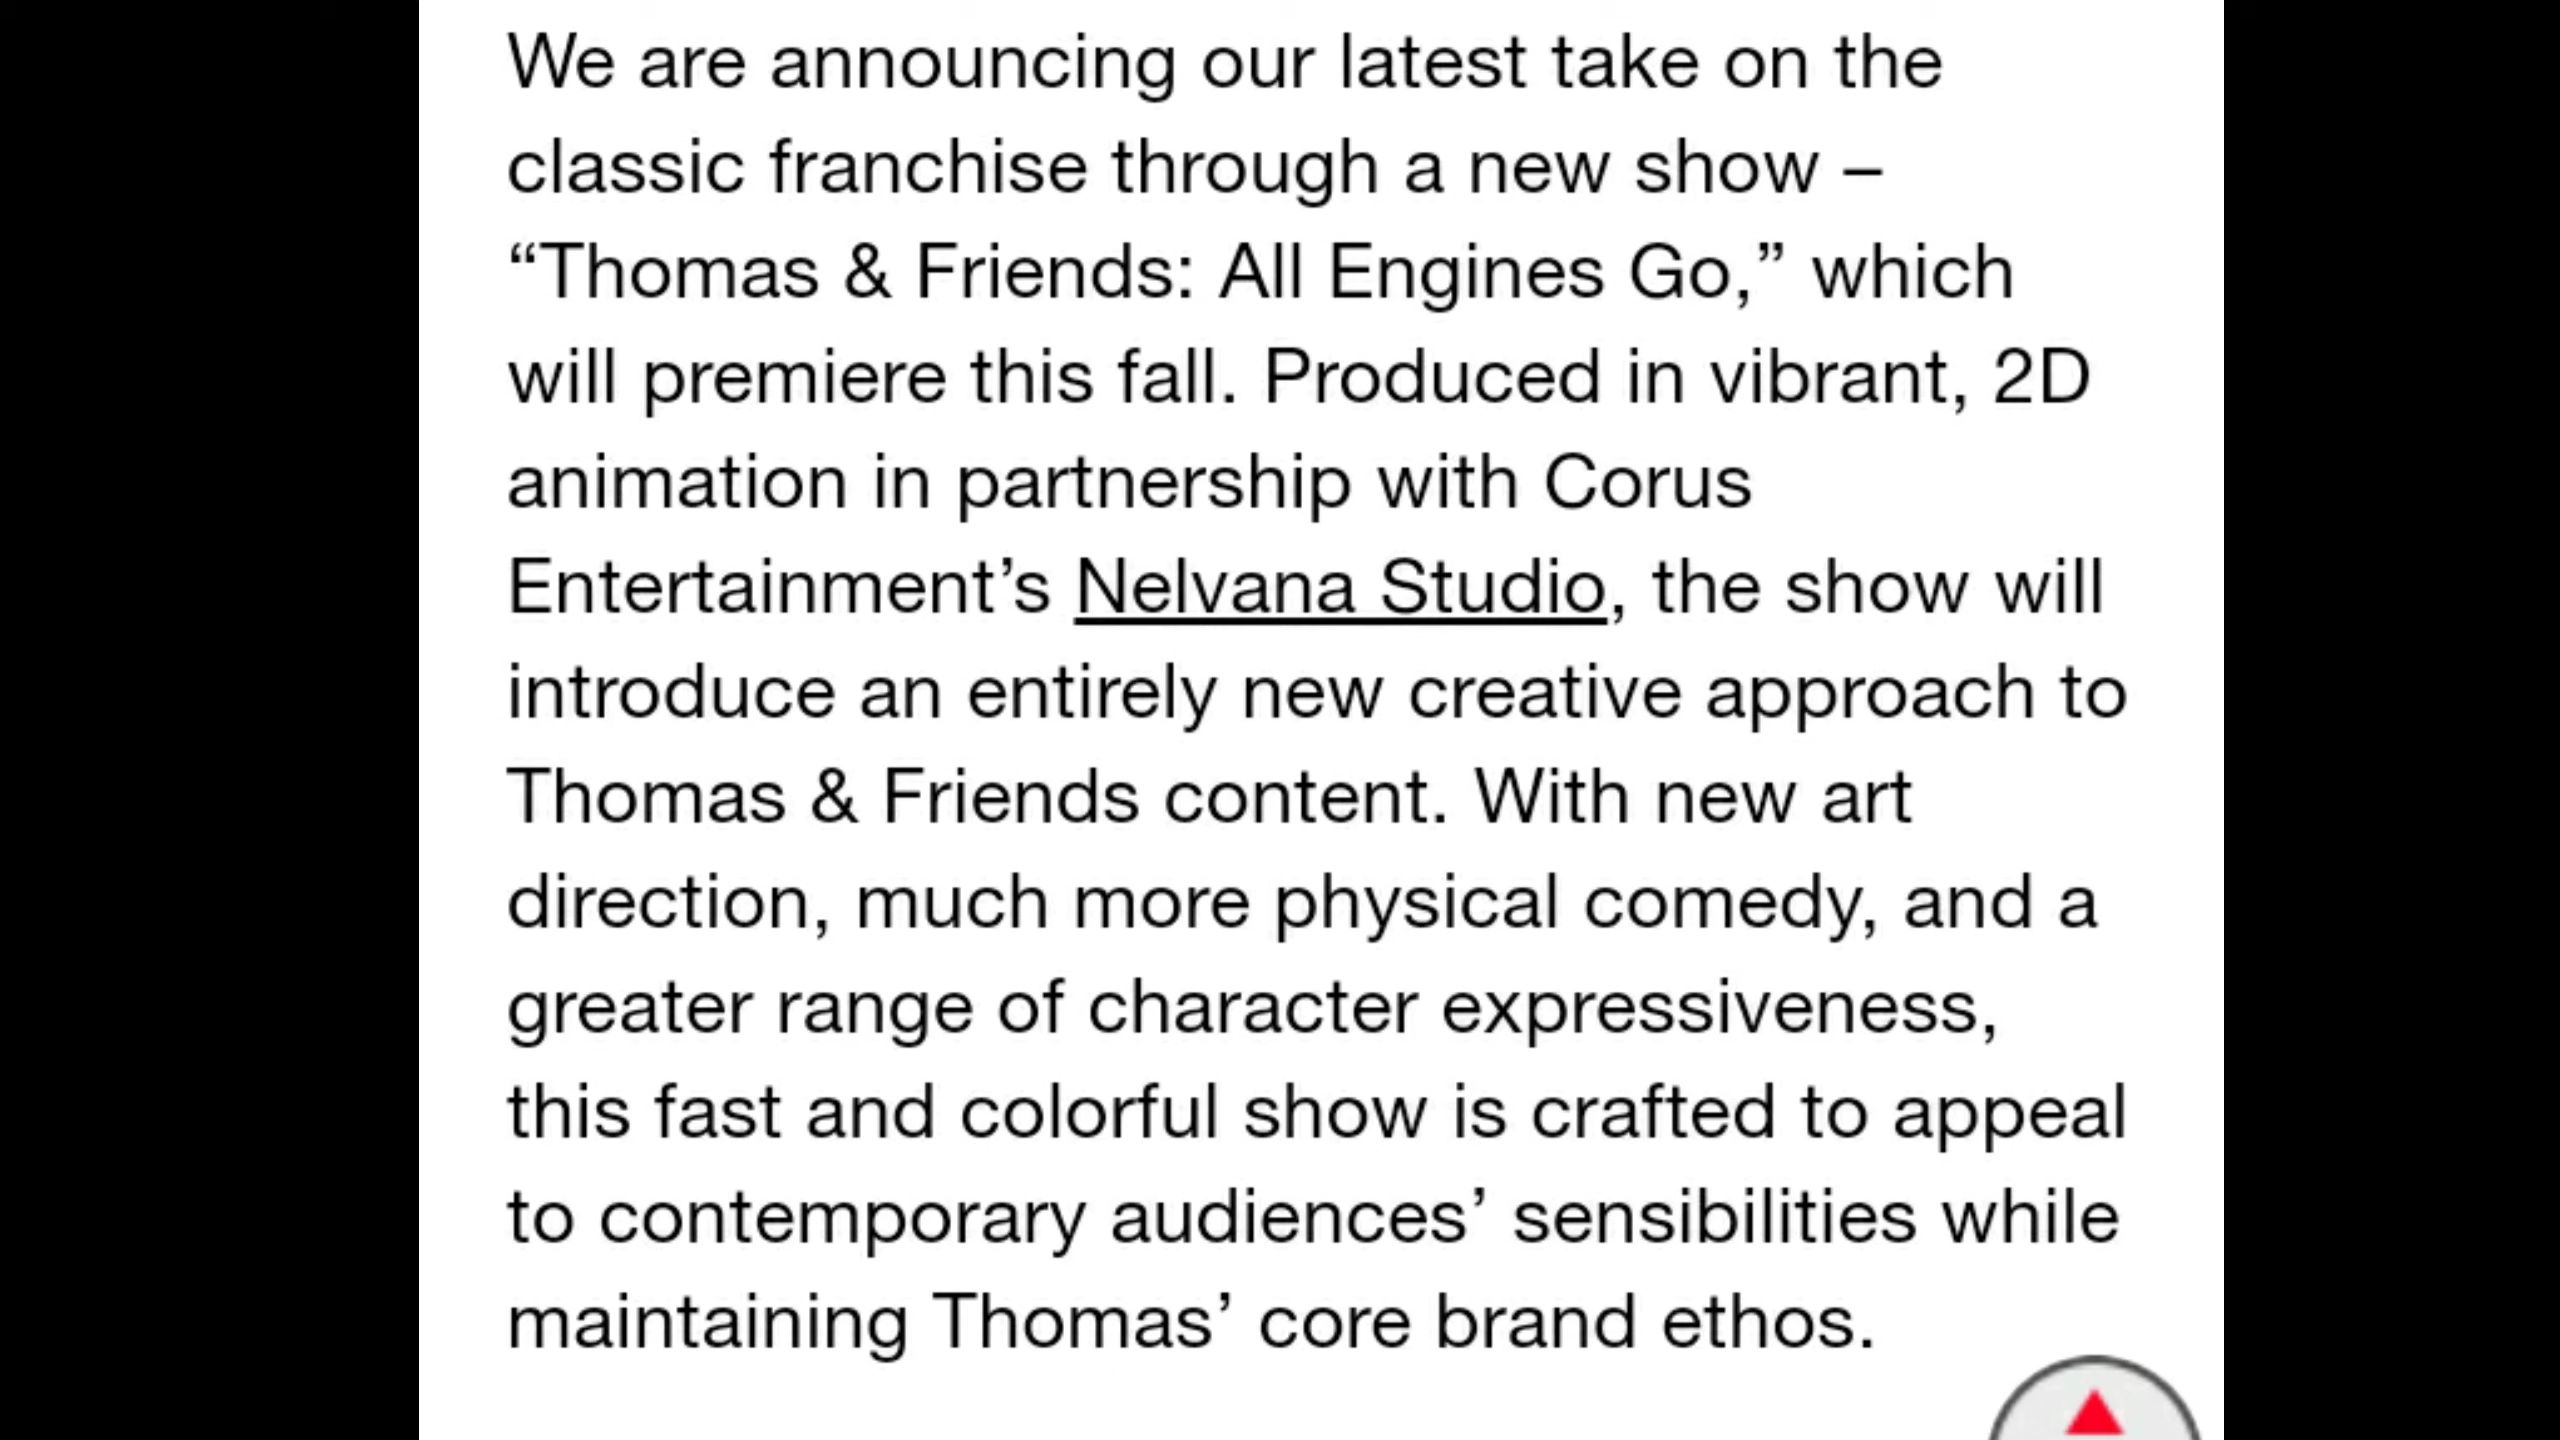 We are announcing our latest take on the
classic franchise through a new show –
“Thomas & Friends: All Engines Go,” which
will premiere this fall. Produced in vibrant, 2D
animation in partnership with Corus
Entertainment’s Nelvana Studio, the show will
introduce an entirely new creative approach to
Thomas & Friends content. With new art
direction, much more physical comedy, and a
greater range of character expressiveness,
this fast and colorful show is crafted to appeal
to contemporary audiences’ sensibilities while
maintaining Thomas’ core brand ethos.